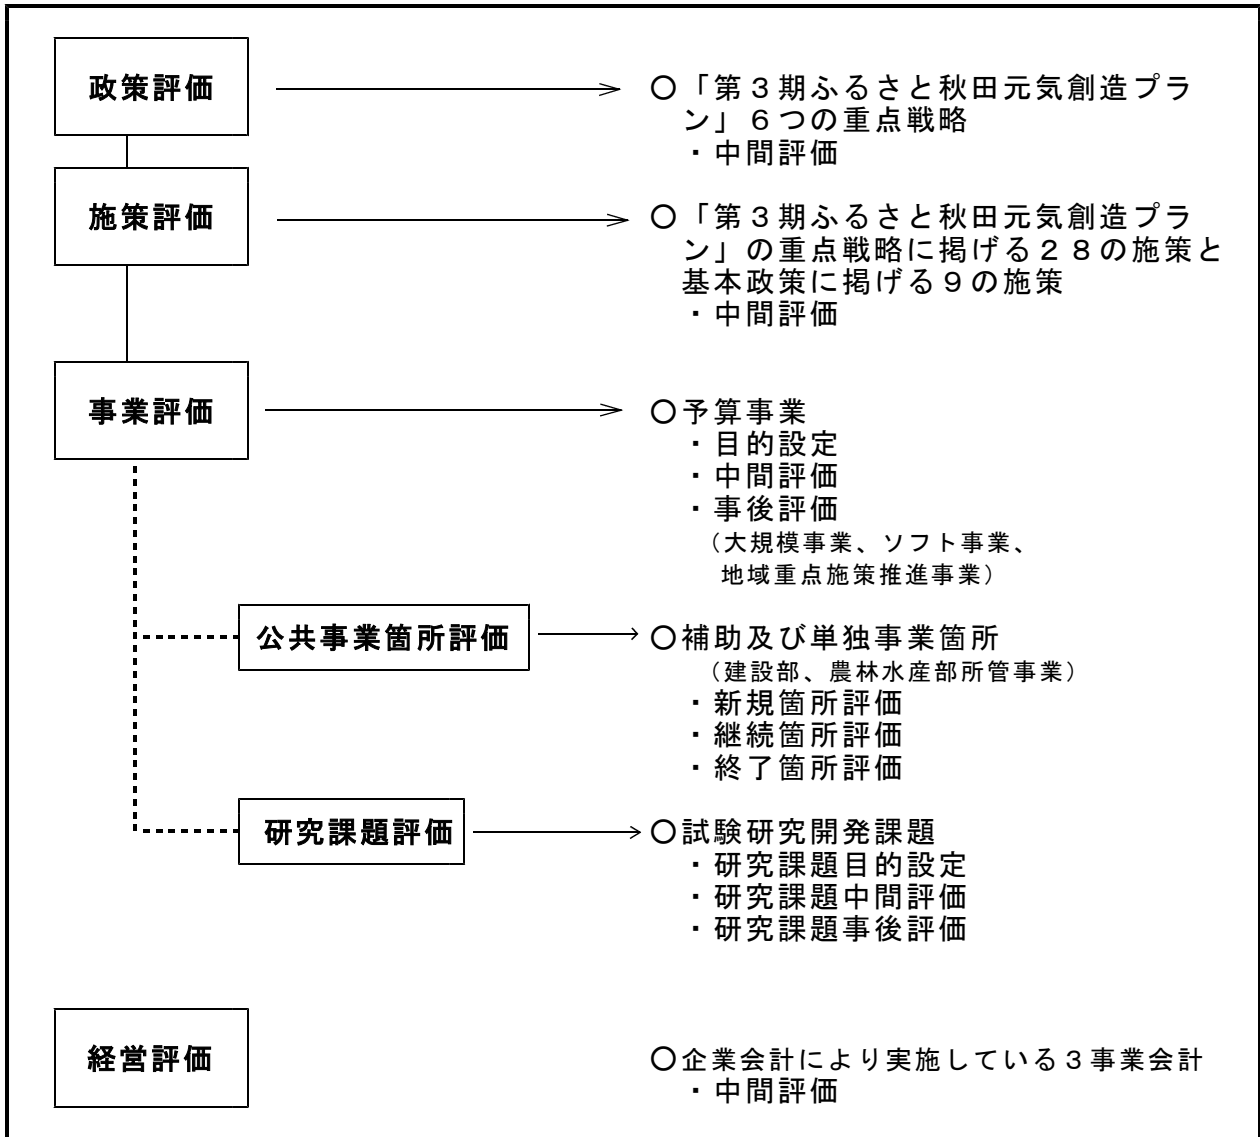 政策評価
〇「第３期ふるさと秋田元気創造プラ
ン」６つの重点戦略
・中間評価
施策評価
〇「第３期ふるさと秋田元気創造プラ
ン」の重点戦略に掲げる２８の施策と
基本政策に掲げる９の施策
・中間評価
事業評価
〇予算事業
・目的設定
・中間評価
・事後評価
（大規模事業、ソフト事業、
地域重点施策推進事業）
公共事業箇所評価
〇補助及び単独事業箇所
（建設部、農林水産部所管事業）
・新規箇所評価
・継続箇所評価
・終了箇所評価
研究課題評価
〇試験研究開発課題
・研究課題目的設定
・研究課題中間評価
・研究課題事後評価
経営評価
〇企業会計により実施している３事業会計
・中間評価